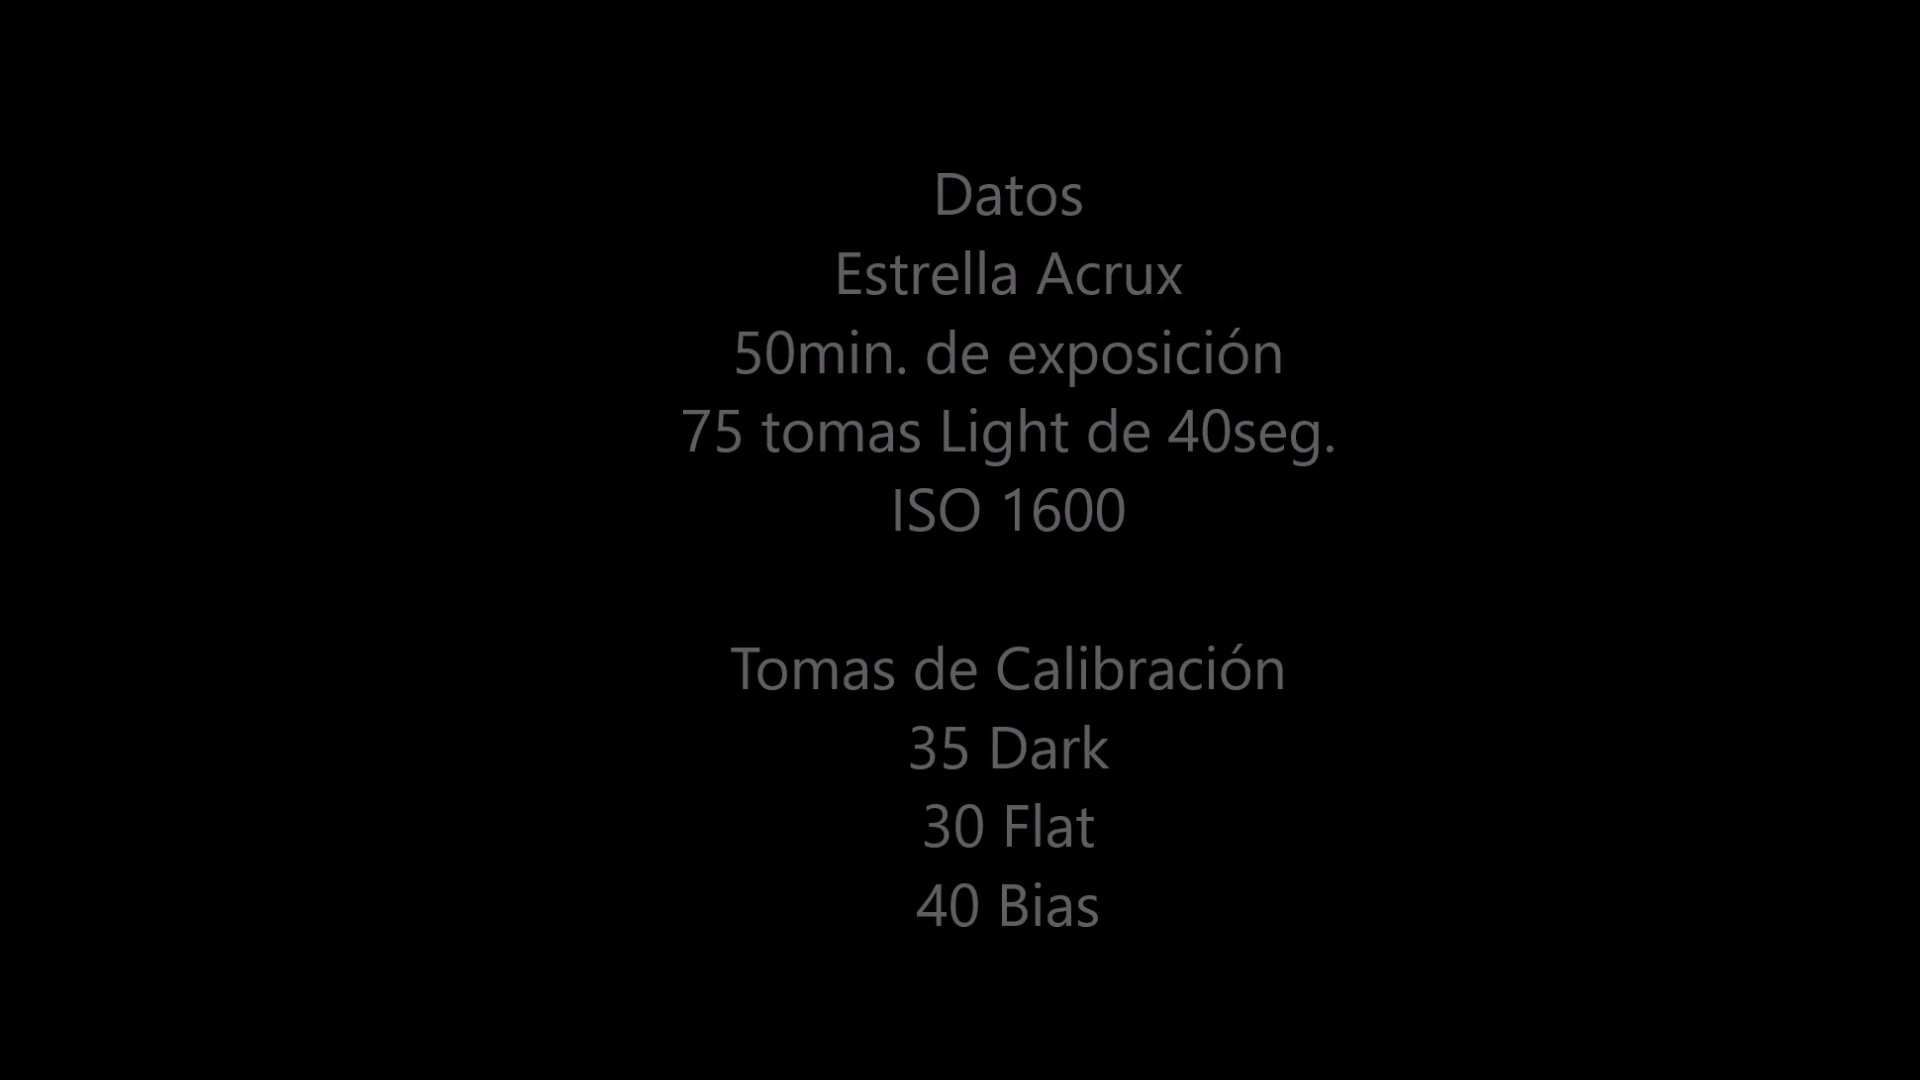 Datos
Estrella Acrux
50min. de exposición
75 tomas Light de 40seg.
ISO 1600
Tomas de Calibración
35 Dark
30 Flat
40 Bias